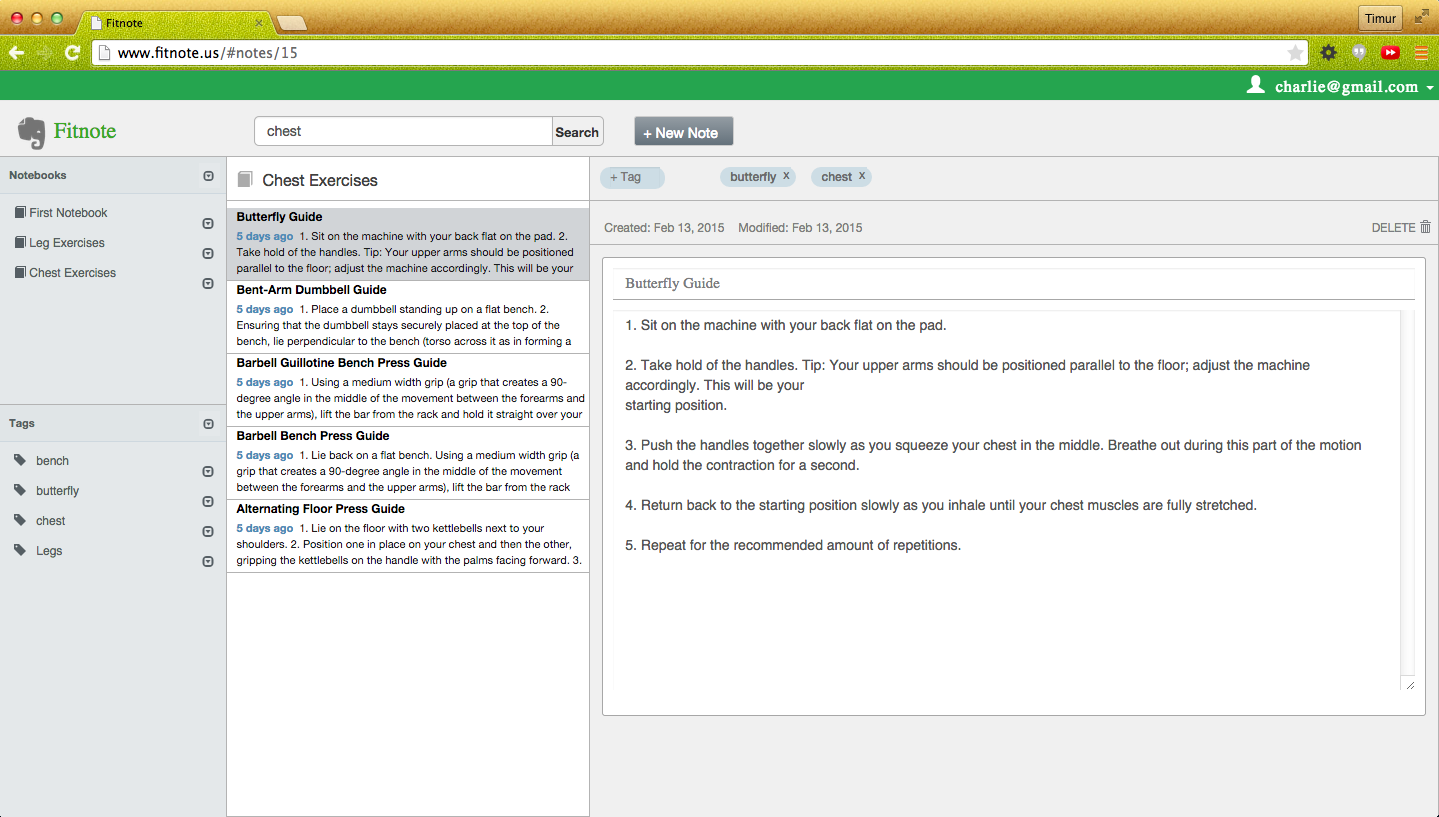 Fitnote
Timur
www.fitnote.us/#notes/15
charlie@gmail.com
Fitnote
chest
Search
+ New Note
Notebooks
First Notebook
Leg Exercises
Chest Exercises
Tags
bench
butterfly
chest
Legs
Chest Exercises
Butterfly Guide
5 days ago 1. Sit on the machine with your back flat on the pad. 2.
Take hold of the handles. Tip: Your upper arms should be positioned
parallel to the floor; adjust the machine accordingly. This will be your
Bent-Arm Dumbbell Guide
5 days ago 1. Place a dumbbell standing up on a flat bench. 2.
Ensuring that the dumbbell stays securely placed at the top of the
bench, lie perpendicular to the bench (torso across it as in forming a
Barbell Guillotine Bench Press Guide
5 days ago 1. Using a medium width grip (a grip that creates a 90-
degree angle in the middle of the movement between the forearms and
the upper arms), lift the bar from the rack and hold it straight over your
Barbell Bench Press Guide
5 days ago 1. Lie back on a flat bench. Using a medium width grip (a
grip that creates a 90-degree angle in the middle of the movement
between the forearms and the upper arms), lift the bar from the rack
Alternating Floor Press Guide
5 days ago 1. Lie on the floor with two kettlebells next to your
shoulders. 2. Position one in place on your chest and then the other,
gripping the kettlebells on the handle with the palms facing forward. 3.
+ Tag
butterfly x
chest x
Created: Feb 13, 2015 Modified: Feb 13, 2015
DELETE
Butterfly Guide
1. Sit on the machine with your back flat on the pad.
2. Take hold of the handles. Tip: Your upper arms should be positioned parallel to the floor; adjust the machine
accordingly. This will be your
starting position.
3. Push the handles together slowly as you squeeze your chest in the middle. Breathe out during this part of the motion
and hold the contraction for a second.
4. Return back to the starting position slowly as you inhale until your chest muscles are fully stretched.
5. Repeat for the recommended amount of repetitions.